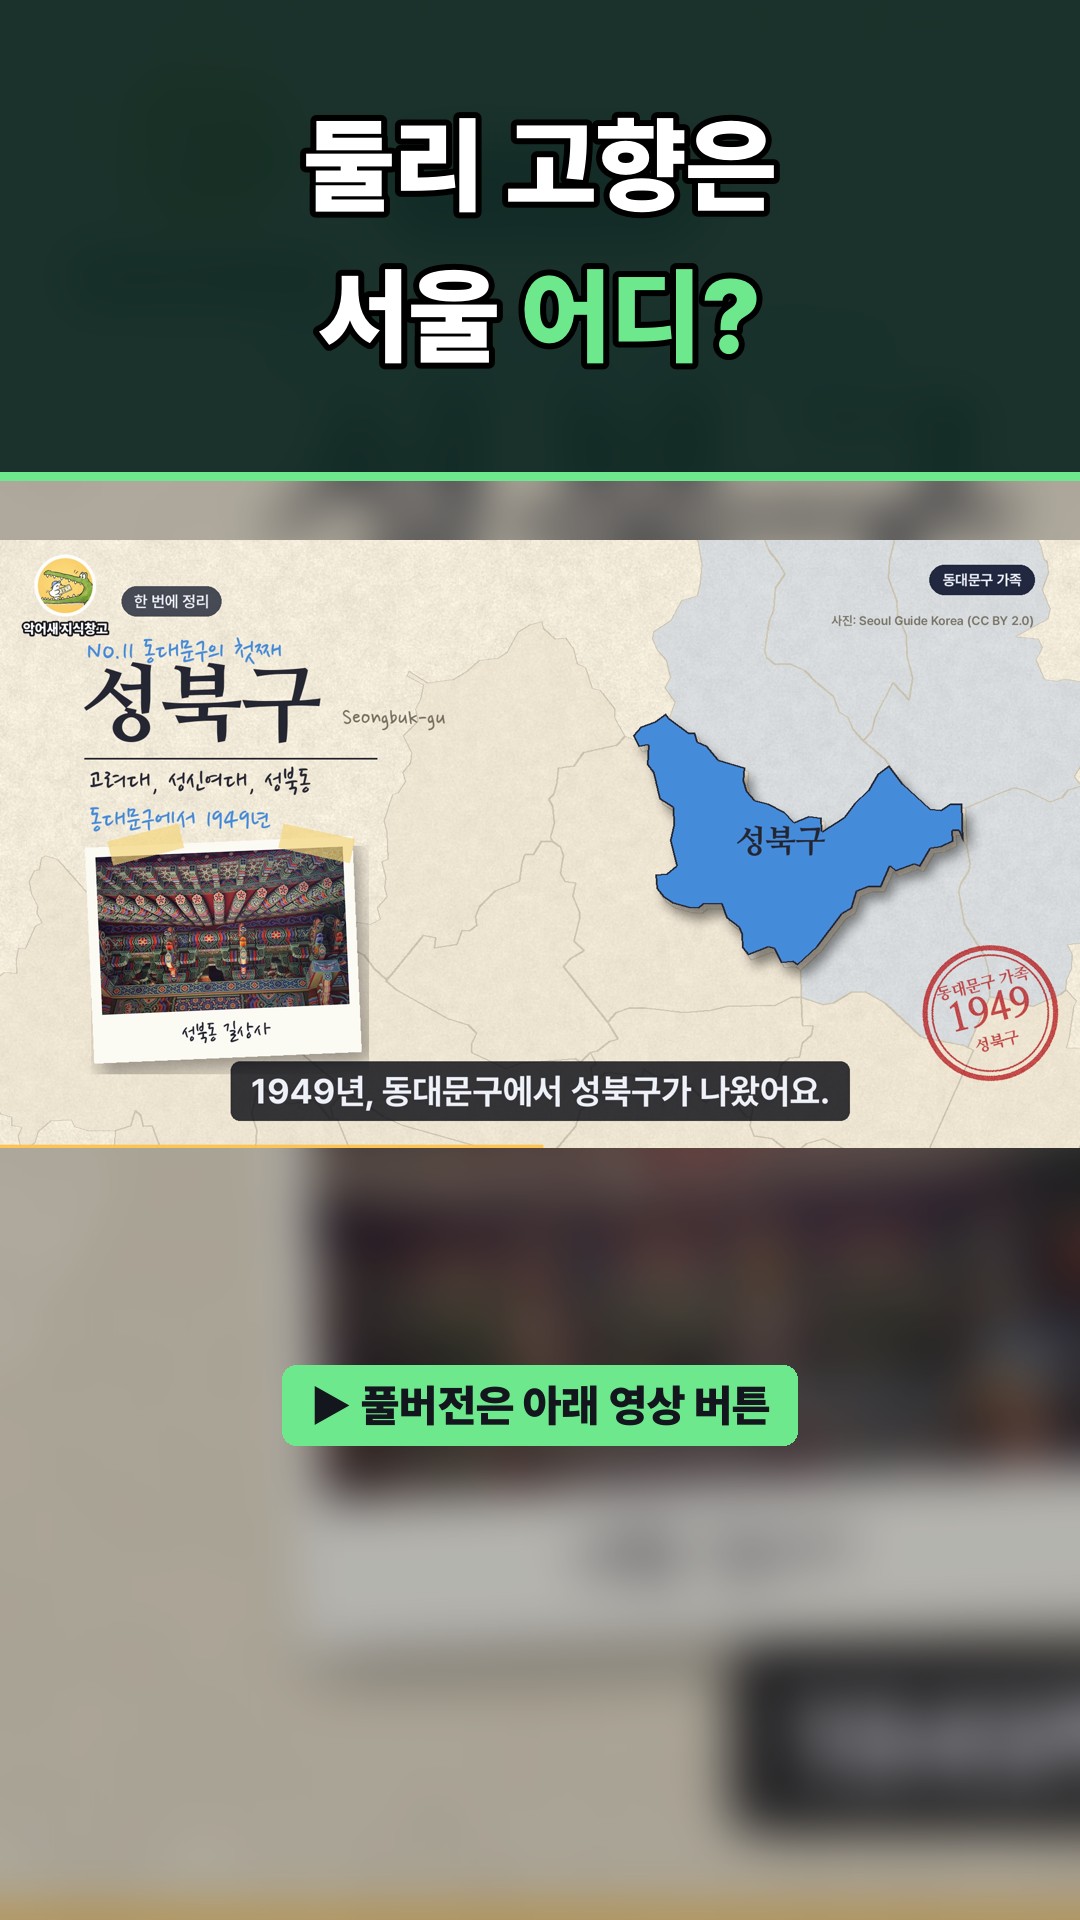 둘리 고향은
서울 어디?
악어새 지식창고
한 번에 정리
동대문구 가족
사진: Seoul Guide Korea (CC BY 2.0)
NO.11 동대문구의 첫째
성북구
Seongbuk-gu
고려대, 성신여대, 성북동
동대문구에서 1949년
성북구
성북동 길상사
동대문구 가족
1949
성북구
1949년, 동대문구에서 성북구가 나왔어요.
▶ 풀버전은 아래 영상 버튼